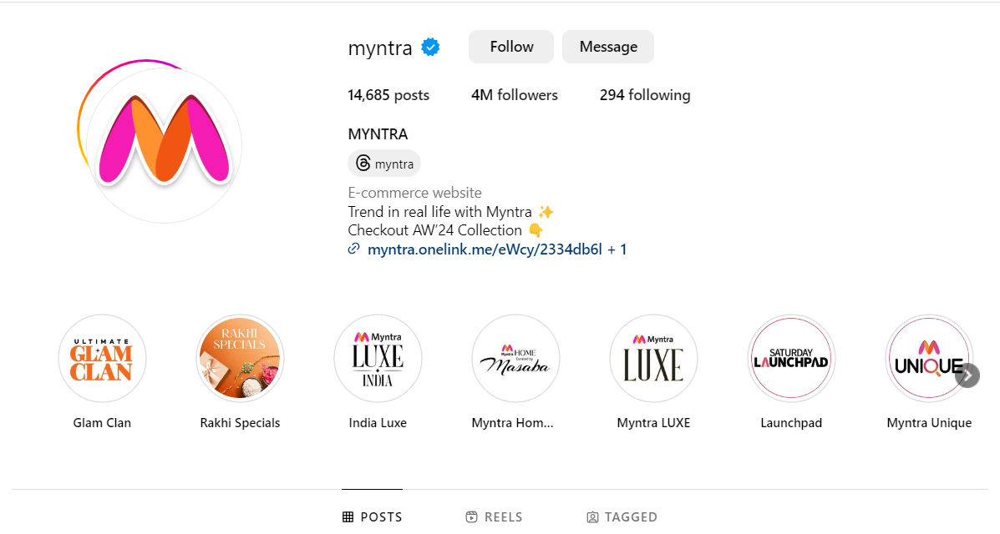 myntra Follow Message
14,685 posts 4M followers 294 following
MYNTRA
myntra
E-commerce website
Trend in real life with Myntra ✨
Checkout AW'24 Collection 👇
myntra.onelink.me/eWcy/2334db6l + 1
ULTIMATE
GLAM
CLAN
RAKHI
SPECIALS
Myntra
LUXE
INDIA
Myntra HOME
Curated by
Masaba
Myntra
LUXE
SATURDAY
LAUNCHPAD
UNIQUE
Glam Clan Rakhi Specials India Luxe Myntra Hom... Myntra LUXE Launchpad Myntra Unique
POSTS REELS TAGGED